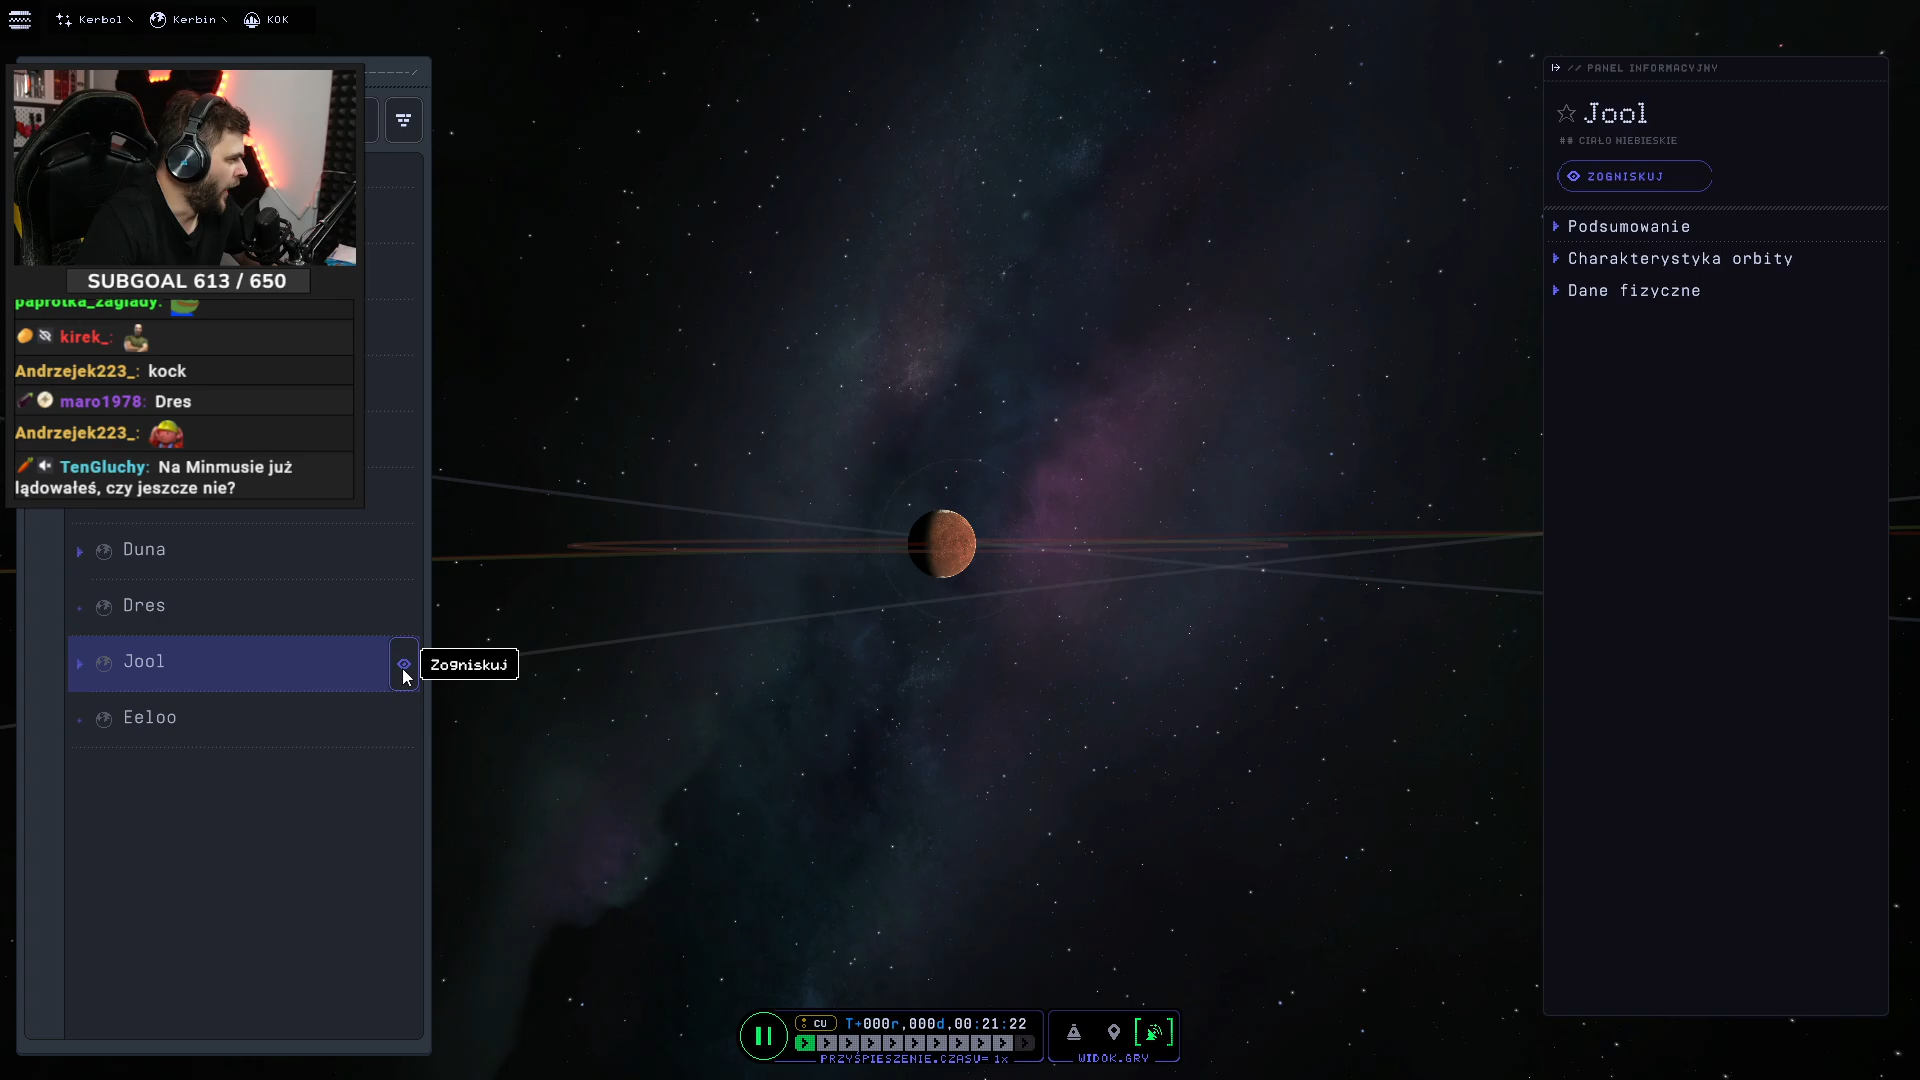 Kerbol
Kerbin
KOK
SUBGOAL 613 / 650
paprotka_zaglady:
kirek_:
Andrzejek223_: kock
maro1978: Dres
Andrzejek223_:
TenGluchy: Na Minmusie już
lądowałeś, czy jeszcze nie?
Duna
Dres
Jool
Zogniskuj
Eeloo
// PANEL INFORMACYJNY
Jool
## CIAŁO NIEBIESKIE
ZOGNISKUJ
Podsumowanie
Charakterystyka orbity
Dane fizyczne
CU T+000r,000d,00:21:22
PRZYŚPIESZENIE.CZASU= 1x
WIDOK.GRY